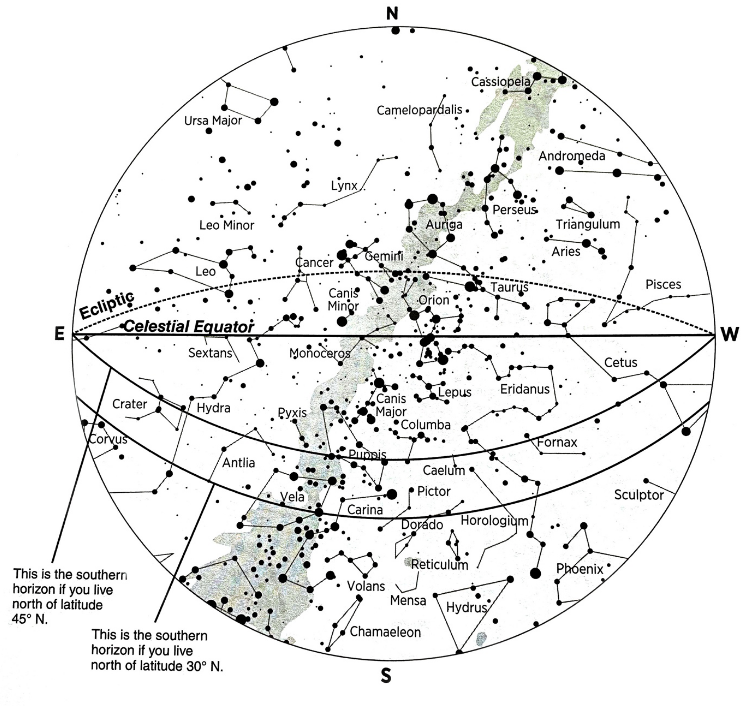 N
Cassiopela
Camelopardalis
Ursa Major
Andromeda
Lynx
Perseus
Leo Minor
Auriga
Triangulum
Aries
Cancer
Gemini
Leo
Pisces
Taurus
Ecliptic
Canis
Minor
Orion
E
Celestial Equator
W
Sextans
Monoceros
Cetus
Canis
Major
Lepus
Eridanus
Crater
Hydra
Pyxis
Columba
Corvus
Fornax
Puppis
Antlia
Caelum
Vela
Pictor
Sculptor
Carina
Dorado
Horologium
Reticulum
Phoenix
Volans
Mensa
Hydrus
Chamaeleon
S
This is the southern
horizon if you live
north of latitude
45° N.
This is the southern
horizon if you live
north of latitude 30° N.